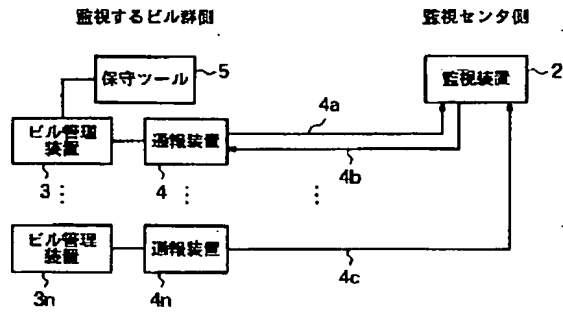 監視するビル群側
監視センタ側
保守ツール
5
監視装置
2
ビル管理
装置
3
通報装置
4
4a
4b
ビル管理
装置
3n
通報装置
4n
4c